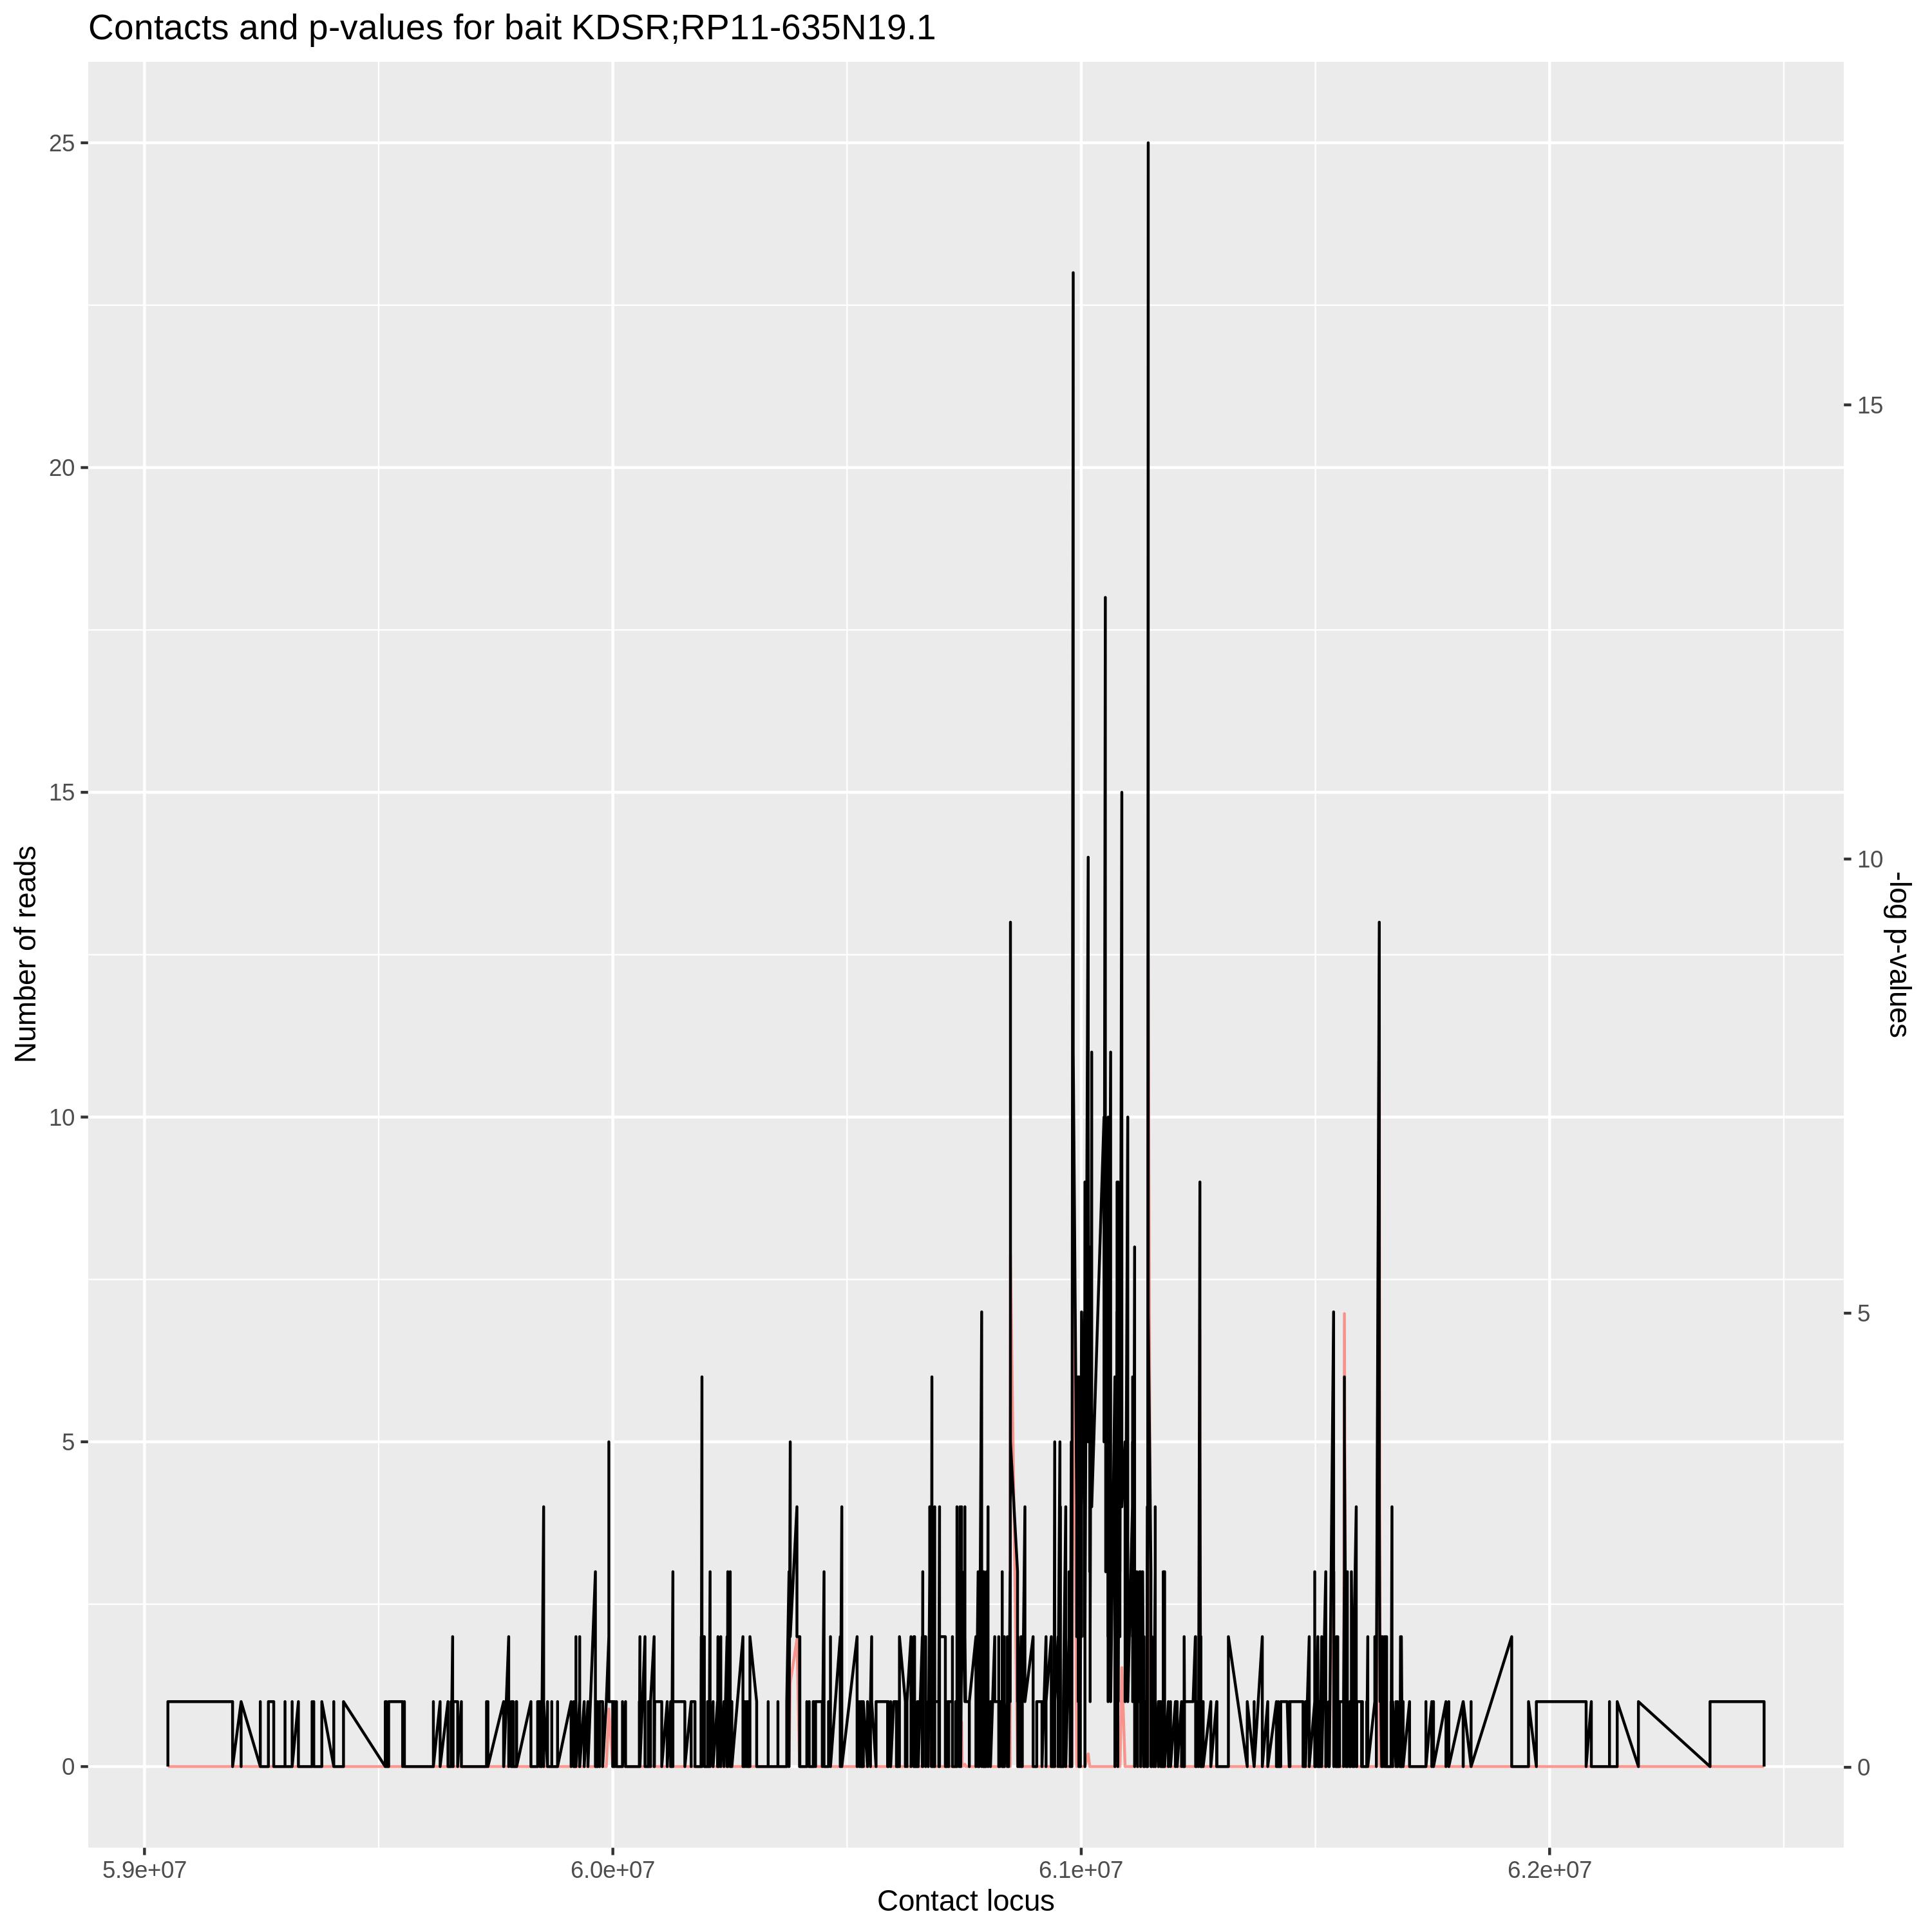 Contacts and p-values for bait KDSR;RP11-635N19.1
25
20
15
10
5
0
Number of reads
15
10
5
0
-log p-values
5.9e+07
6.0e+07
6.1e+07
6.2e+07
Contact locus